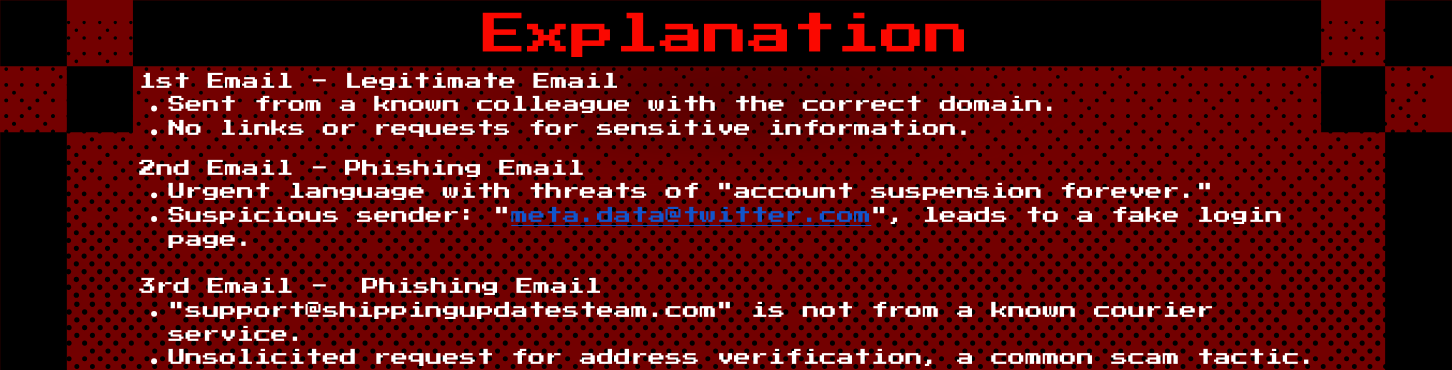 Explanation
1st Email - Legitimate Email
• Sent from a known colleague with the correct domain.
• No links or requests for sensitive information.
2nd Email - Phishing Email
• Urgent language with threats of "account suspension forever."
• Suspicious sender: "meta.data@twitter.com", leads to a fake login
page.
3rd Email -  Phishing Email
• "support@shippingupdatesteam.com" is not from a known courier
service.
• Unsolicited request for address verification, a common scam tactic.